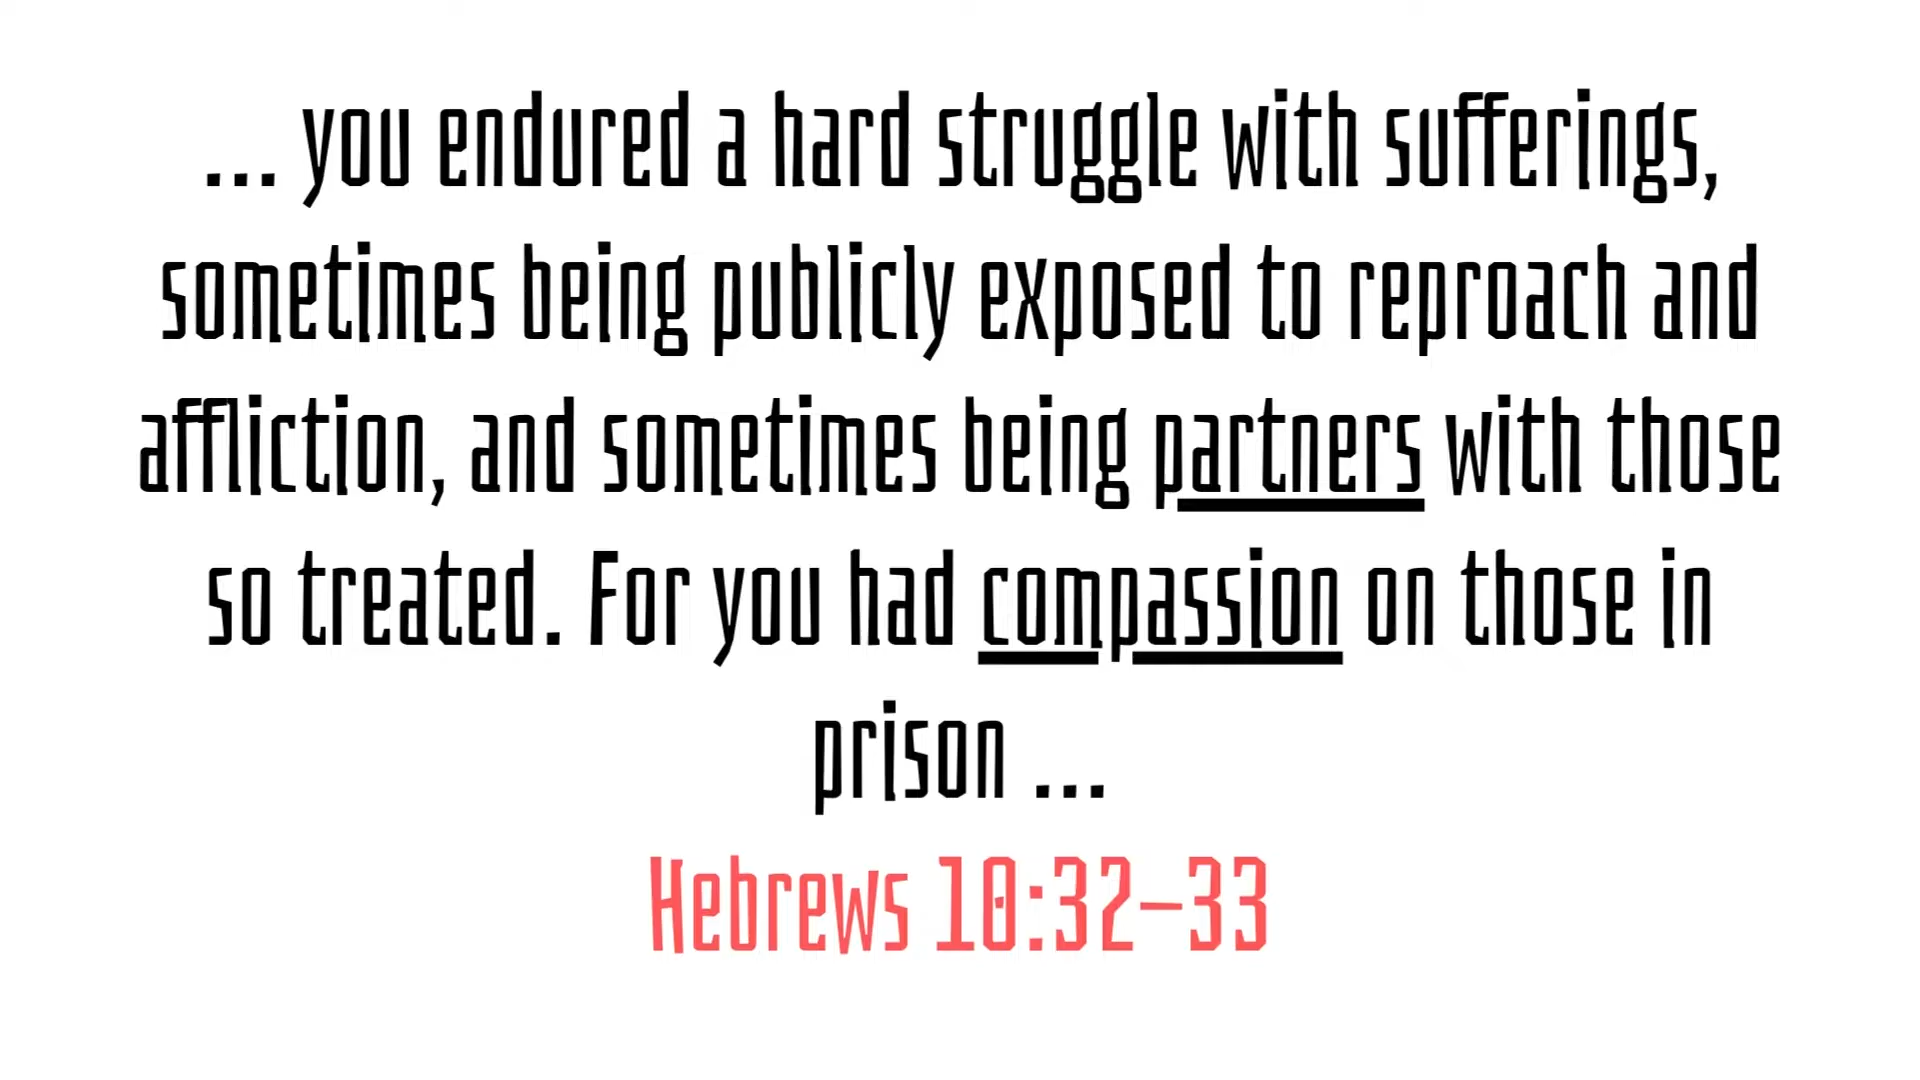 ... you endured a hard struggle with sufferings,
sometimes being publicly exposed to reproach and
affliction, and sometimes being partners with those
so treated. For you had compassion on those in
prison ...
Hebrews 10:32–33